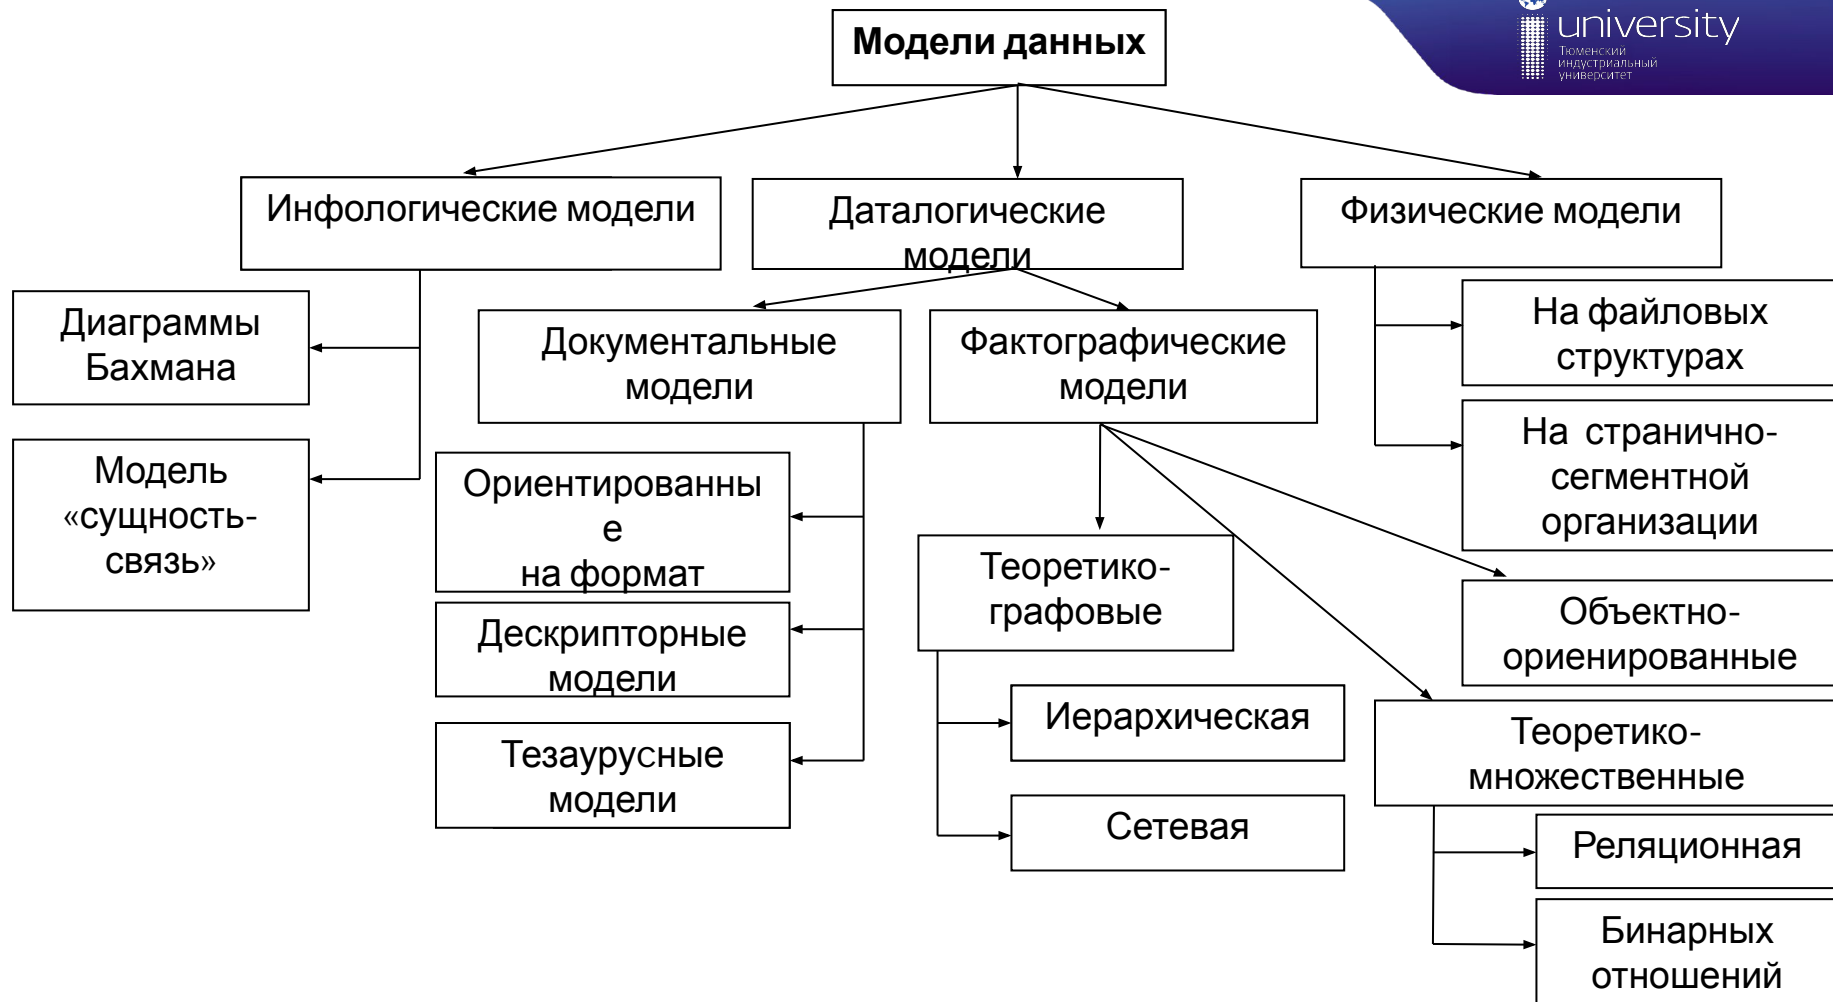 university
Тюменский
индустриальный
университет
Модели данных
Инфологические модели
Даталогические
модели
Физические модели
Диаграммы
Бахмана
Модель
«сущность-
связь»
Документальные
модели
Фактографические
модели
На файловых
структурах
На странично-
сегментной
организации
Ориентированны
е
на формат
Дескрипторные
модели
Тезаурусные
модели
Теоретико-
графовые
Иерархическая
Сетевая
Объектно-
ориенированные
Теоретико-
множественные
Реляционная
Бинарных
отношений